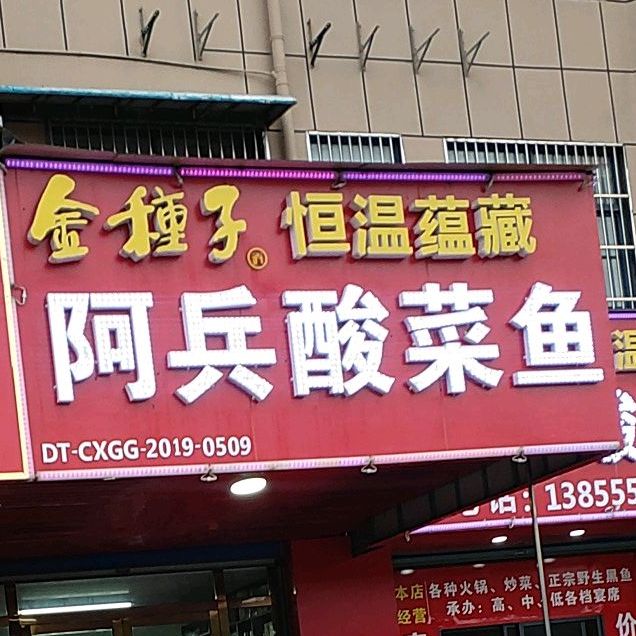 金種子 恒温蕴藏
阿兵酸菜鱼
DT-CXGG-2019-0509
温
话：13855
本店经营
各种火锅、炒菜、正宗野生黑鱼
承办：高、中、低各档宴席